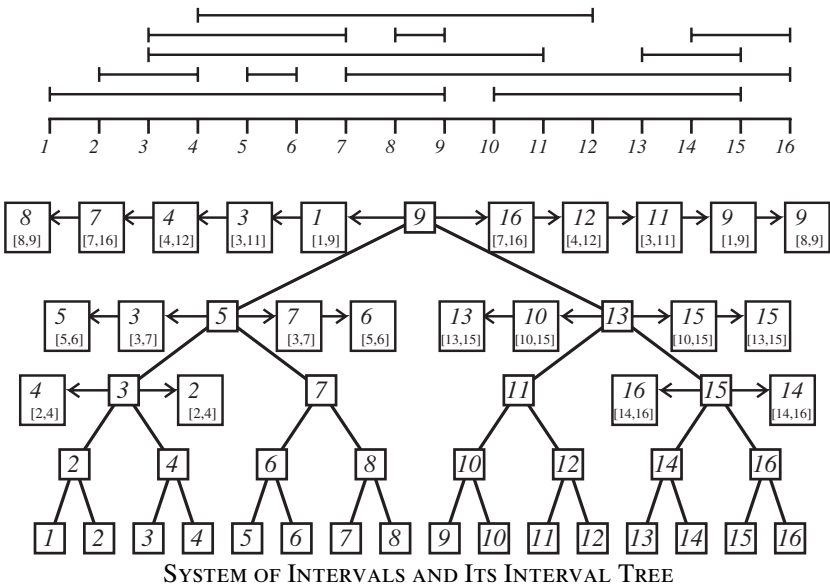 1 2 3 4 5 6 7 8 9 10 11 12 13 14 15 16
8 7 4 3 1 9 16 12 11 9 9
[8,9] [7,16] [4,12] [3,11] [1,9] [7,16] [4,12] [3,11] [1,9] [8,9]
5 3 5 7 6 13 10 13 15 15
[5,6] [3,7] [3,7] [5,6] [13,15] [10,15] [10,15] [13,15]
4 3 2 7 11 16 15 14
[2,4] [2,4] [14,16] [14,16]
2 4 6 8 10 12 14 16
1 2 3 4 5 6 7 8 9 10 11 12 13 14 15 16
SYSTEM OF INTERVALS AND ITS INTERVAL TREE